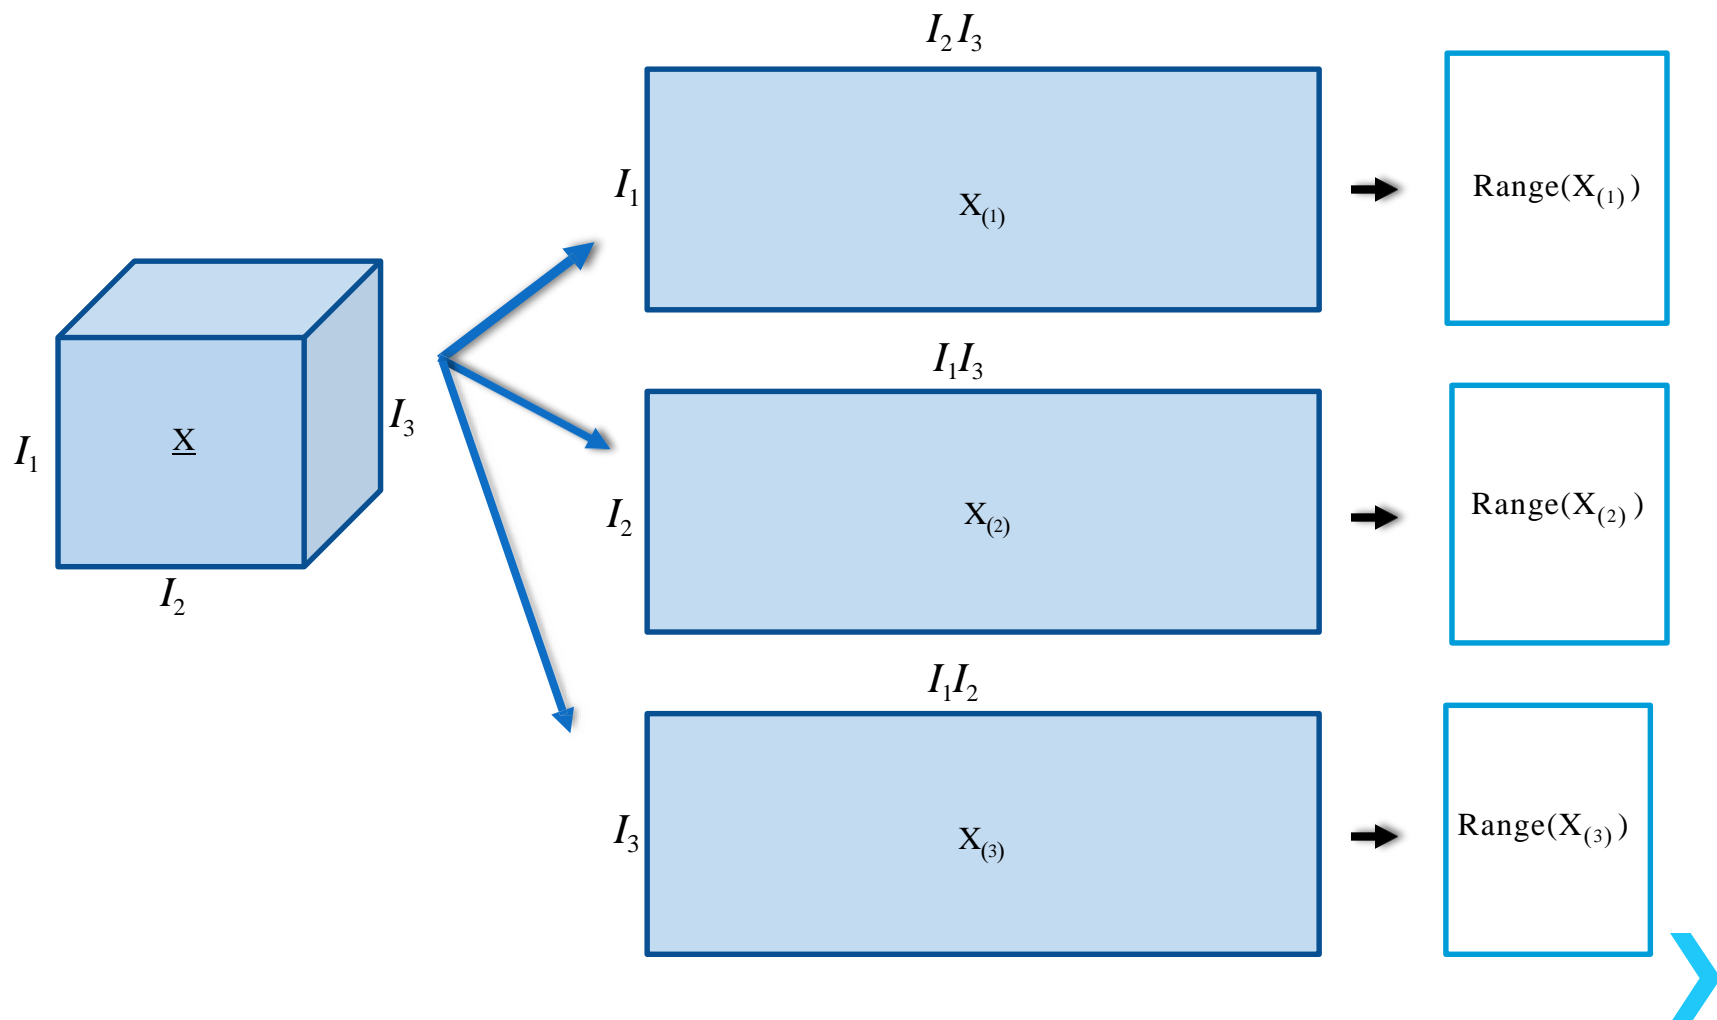 I₂I₃
I₁
X₍₁₎
Range(X₍₁₎)
X
I₁
I₂
I₃
I₁I₃
I₂
X₍₂₎
Range(X₍₂₎)
I₁I₂
I₃
X₍₃₎
Range(X₍₃₎)